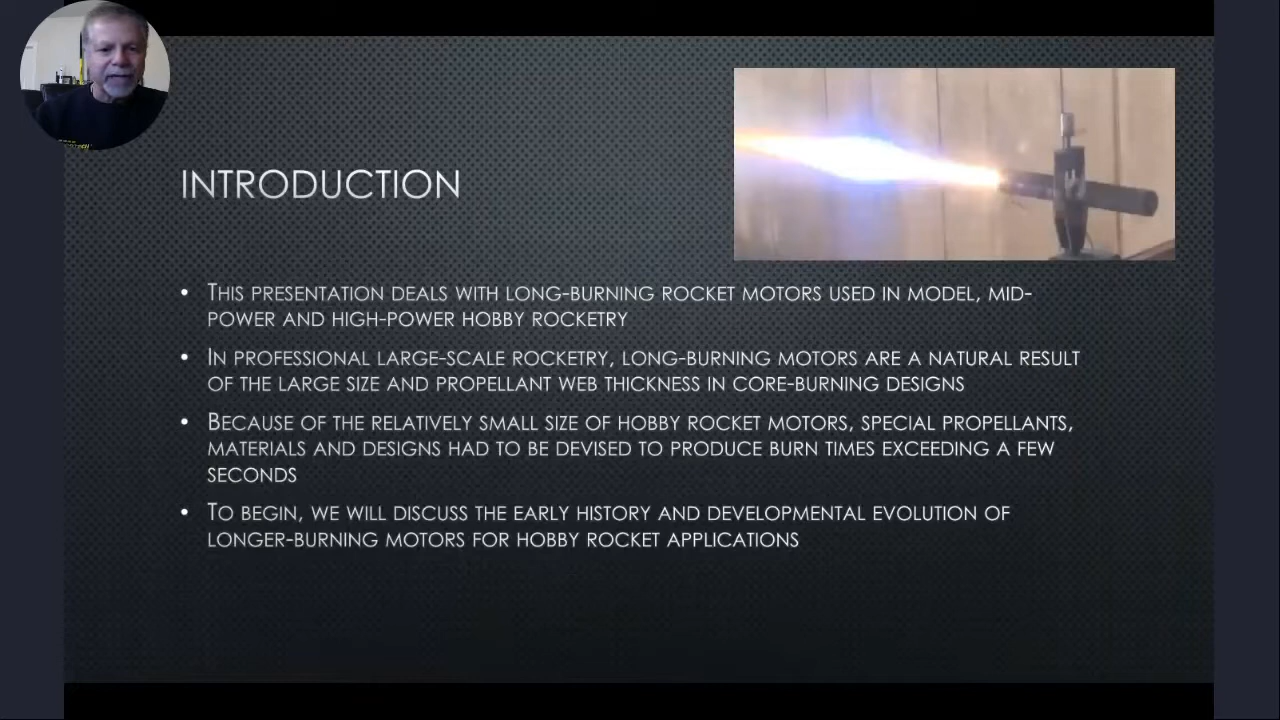 INTRODUCTION
• THIS PRESENTATION DEALS WITH LONG-BURNING ROCKET MOTORS USED IN MODEL, MID-
POWER AND HIGH-POWER HOBBY ROCKETRY
• IN PROFESSIONAL LARGE-SCALE ROCKETRY, LONG-BURNING MOTORS ARE A NATURAL RESULT
OF THE LARGE SIZE AND PROPELLANT WEB THICKNESS IN CORE-BURNING DESIGNS
• BECAUSE OF THE RELATIVELY SMALL SIZE OF HOBBY ROCKET MOTORS, SPECIAL PROPELLANTS,
MATERIALS AND DESIGNS HAD TO BE DEVISED TO PRODUCE BURN TIMES EXCEEDING A FEW
SECONDS
• TO BEGIN, WE WILL DISCUSS THE EARLY HISTORY AND DEVELOPMENTAL EVOLUTION OF
LONGER-BURNING MOTORS FOR HOBBY ROCKET APPLICATIONS